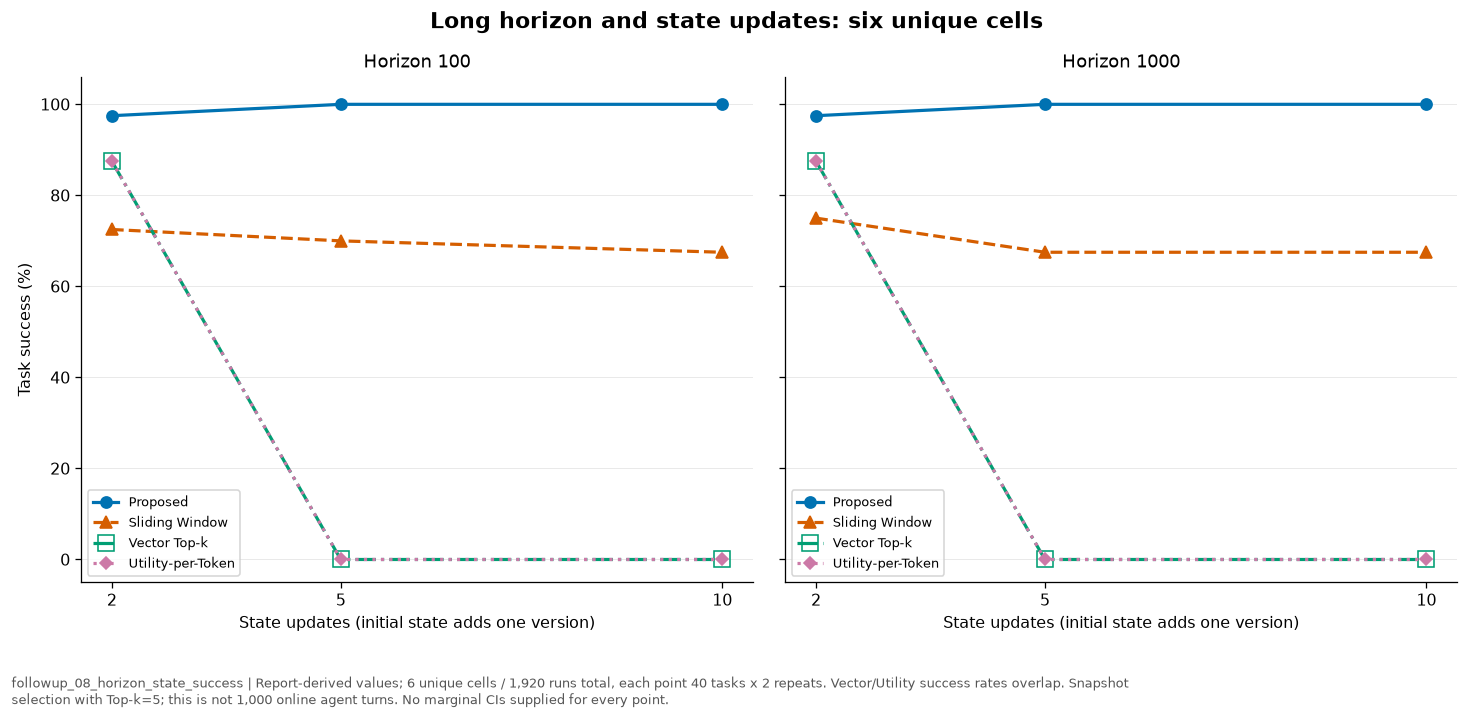 Long horizon and state updates: six unique cells
Horizon 100
Horizon 1000
Task success (%)
100
80
60
40
20
0
Proposed
Sliding Window
Vector Top-k
Utility-per-Token
Proposed
Sliding Window
Vector Top-k
Utility-per-Token
2 5 10
2 5 10
State updates (initial state adds one version)
State updates (initial state adds one version)
followup_08_horizon_state_success | Report-derived values; 6 unique cells / 1,920 runs total, each point 40 tasks x 2 repeats. Vector/Utility success rates overlap. Snapshot
selection with Top-k=5; this is not 1,000 online agent turns. No marginal CIs supplied for every point.